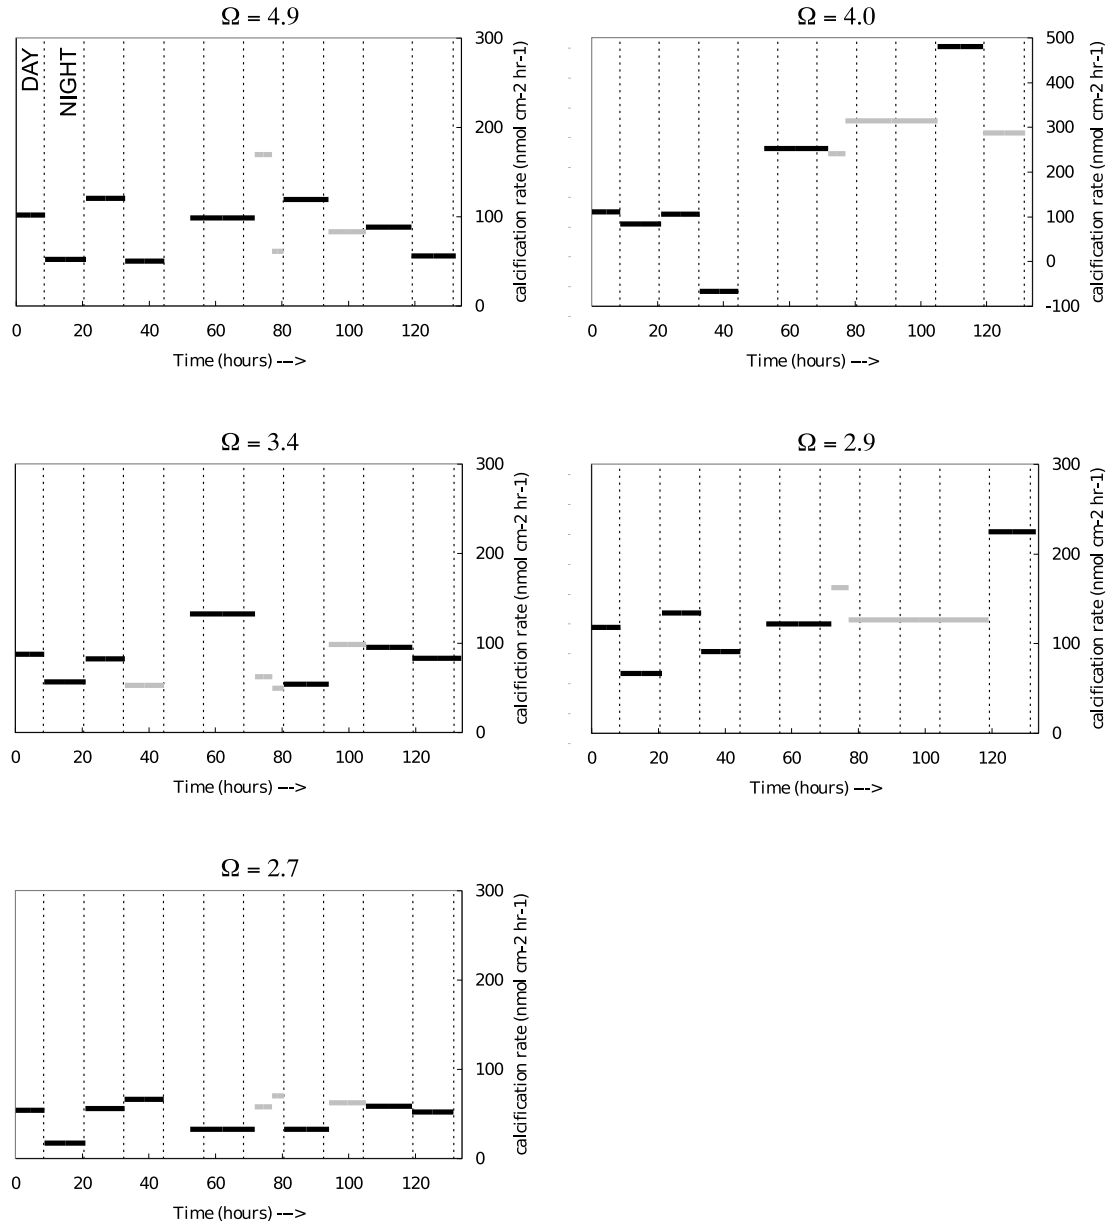 Ω = 4.9
DAY
NIGHT
300
200
100
0
calcification rate (nmol cm-2 hr-1)
0 20 40 60 80 100 120
Time (hours) --->
Ω = 4.0
500
400
300
200
100
0
-100
calcification rate (nmol cm-2 hr-1)
0 20 40 60 80 100 120
Time (hours) --->
Ω = 3.4
300
200
100
0
calcifiction rate (nmol cm-2 hr-1)
0 20 40 60 80 100 120
Time (hours) --->
Ω = 2.9
300
200
100
0
calcification rate (nmol cm-2 hr-1)
0 20 40 60 80 100 120
Time (hours) --->
Ω = 2.7
300
200
100
0
calcification rate (nmol cm-2 hr-1)
0 20 40 60 80 100 120
Time (hours) --->